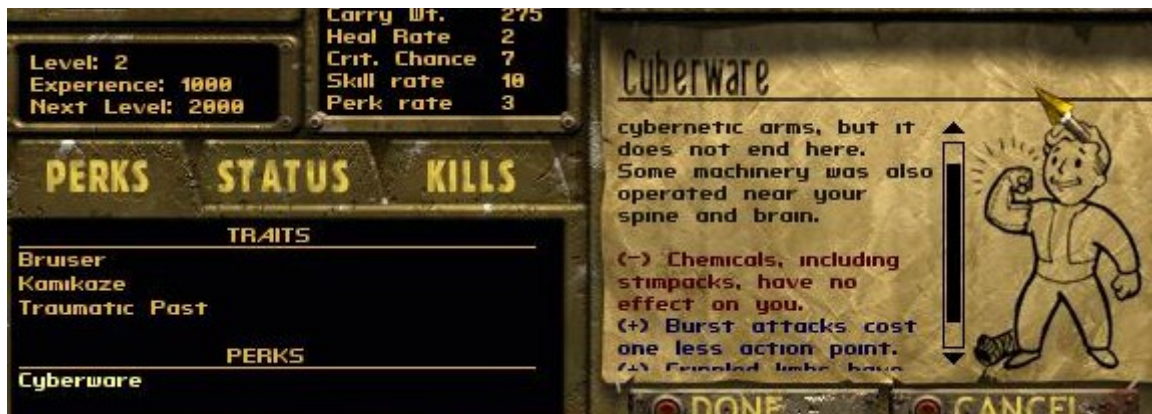 Carry Wt. 275
Heal Rate 2
Crit. Chance 7
Skill rate 10
Perk rate 3
Level: 2
Experience: 1000
Next Level: 2000
PERKS STATUS KILLS
TRAITS
Bruiser
Kamikaze
Traumatic Past
PERKS
Cyberware
Cyberware
cybernetic arms, but it
does not end here.
Some machinery was also
operated near your
spine and brain.
(-) Chemicals, including
stimpacks, have no
effect on you.
(+) Burst attacks cost
one less action point.
(+) Crippled limbs have
DONE CANCEL